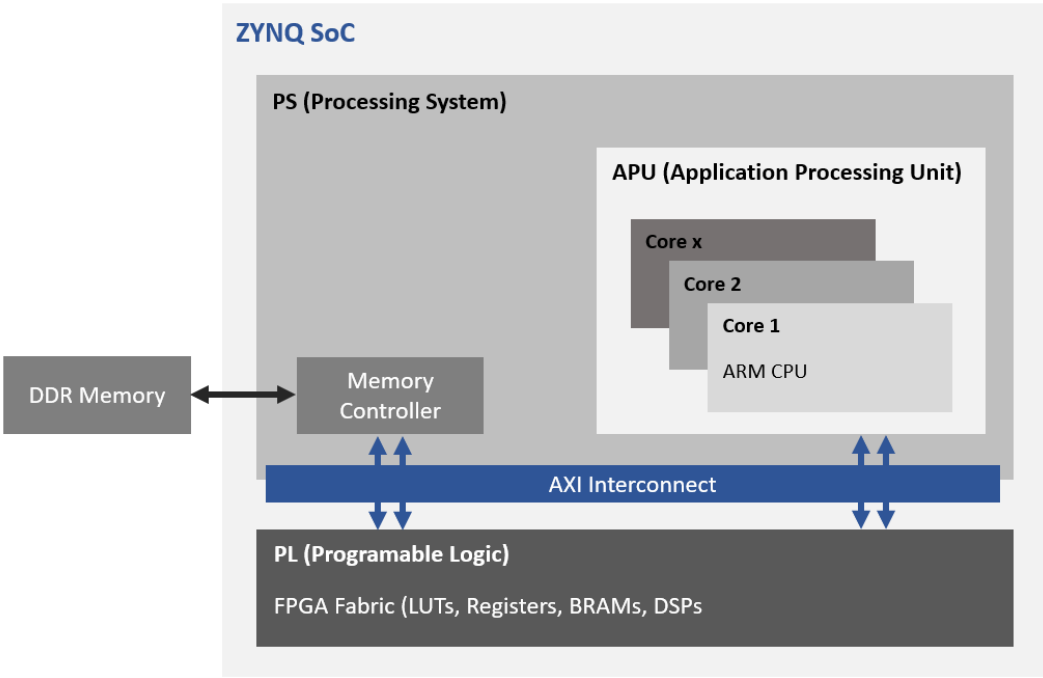 ZYNQ SoC
PS (Processing System)
APU (Application Processing Unit)
Core x
Core 2
Core 1
ARM CPU
DDR Memory
Memory
Controller
AXI Interconnect
PL (Programable Logic)
FPGA Fabric (LUTs, Registers, BRAMs, DSPs